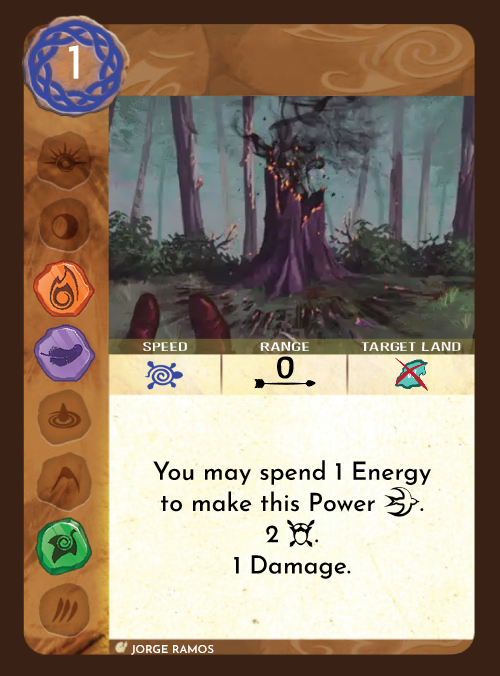 1
SPEED RANGE TARGET LAND
0
You may spend 1 Energy
to make this Power .
2 .
1 Damage.
JORGE RAMOS